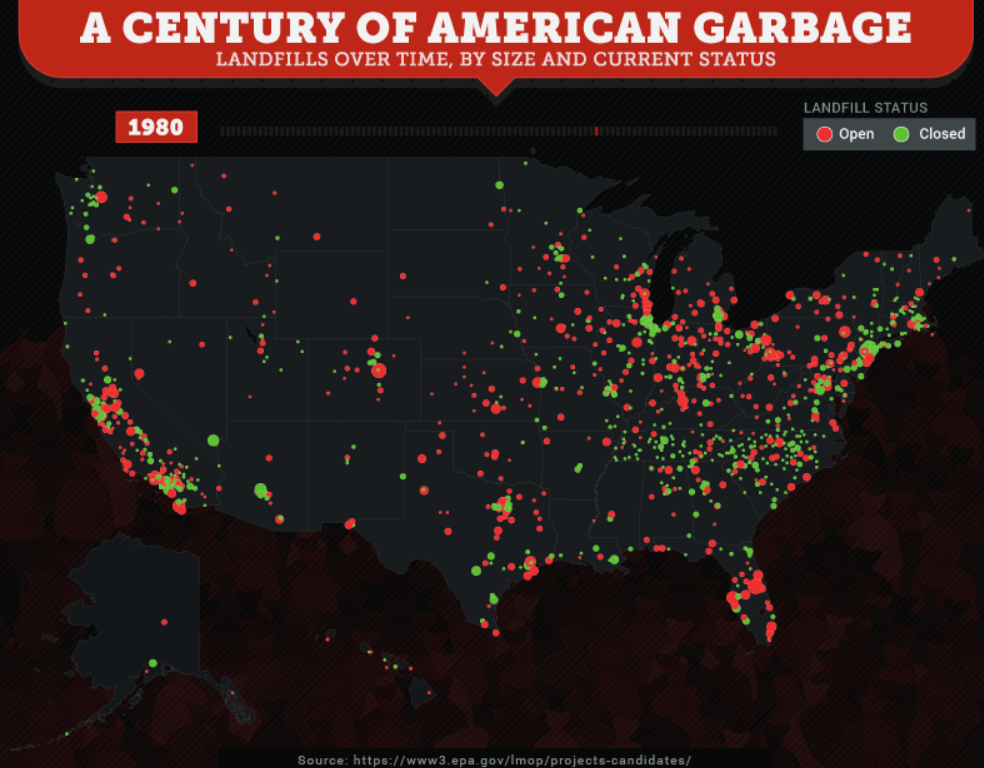 A CENTURY OF AMERICAN GARBAGE
LANDFILLS OVER TIME, BY SIZE AND CURRENT STATUS
1980
LANDFILL STATUS
Open Closed
Source: https://www3.epa.gov/lmop/projects-candidates/